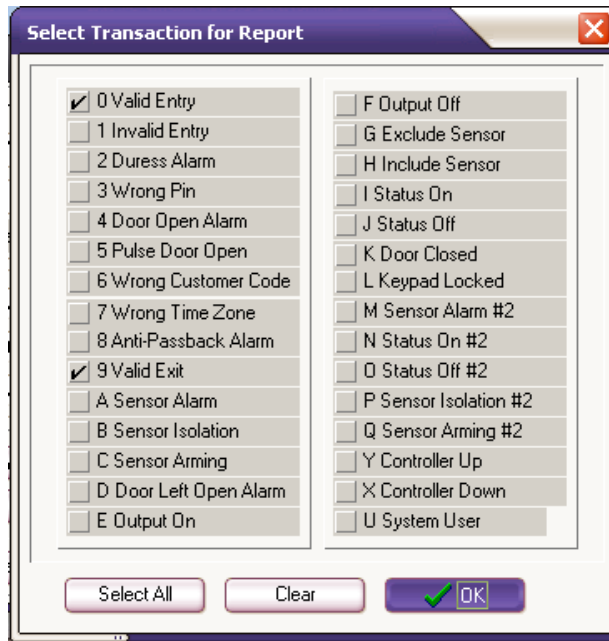 Select Transaction for Report
0 Valid Entry
1 Invalid Entry
2 Duress Alarm
3 Wrong Pin
4 Door Open Alarm
5 Pulse Door Open
6 Wrong Customer Code
7 Wrong Time Zone
8 Anti-Passback Alarm
9 Valid Exit
A Sensor Alarm
B Sensor Isolation
C Sensor Arming
D Door Left Open Alarm
E Output On
F Output Off
G Exclude Sensor
H Include Sensor
I Status On
J Status Off
K Door Closed
L Keypad Locked
M Sensor Alarm #2
N Status On #2
O Status Off #2
P Sensor Isolation #2
Q Sensor Arming #2
Y Controller Up
X Controller Down
U System User
Select All
Clear
OK